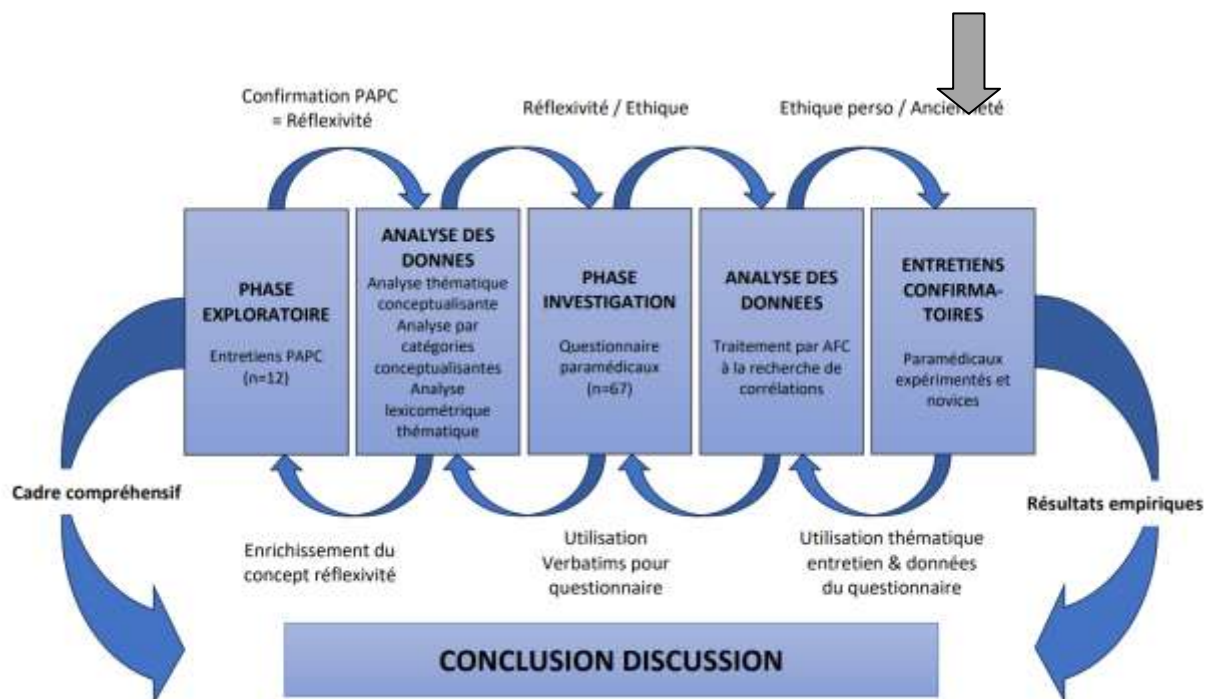 Confirmation PAPC
= Réflexivité
Réflexivité / Ethique
Ethique perso / Ancienneté
PHASE
EXPLORATOIRE
Entretiens PAPC
(n=12)
ANALYSE DES
DONNES
Analyse thématique
conceptualisante
Analyse par
catégories
conceptualisantes
Analyse
lexicométrique
thématique
PHASE
INVESTIGATION
Questionnaire
paramédicaux
(n=67)
ANALYSE DES
DONNEES
Traitement par AFC
à la recherche de
corrélations
ENTRETIENS
CONFIRMA-
TOIRES
Paramédicaux
expérimentés et
novices
Cadre compréhensif
Résultats empiriques
Enrichissement du
concept réflexivité
Utilisation
Verbatims pour
questionnaire
Utilisation thématique
entretien & données
du questionnaire
CONCLUSION DISCUSSION